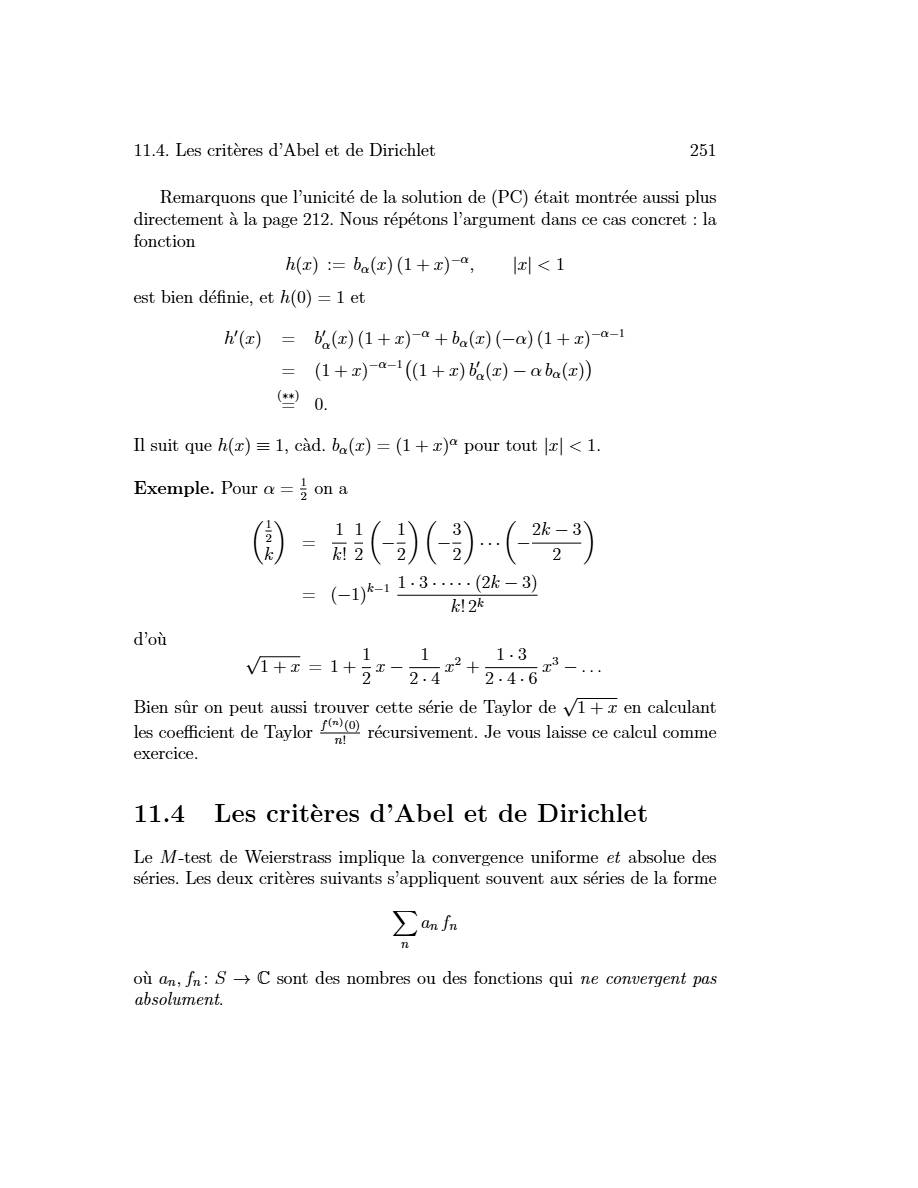 11.4. Les critères d'Abel et de Dirichlet 251
Remarquons que l'unicité de la solution de (PC) était montrée aussi plus
directement à la page 212. Nous répétons l'argument dans ce cas concret : la
fonction
h(x) := bα(x) (1 + x)^{−α}, |x| < 1
est bien définie, et h(0) = 1 et
h′(x) = b′α(x) (1 + x)^{−α} + bα(x) (−α) (1 + x)^{−α−1}
= (1 + x)^{−α−1}((1 + x) b′α(x) − α bα(x))
(∗∗)= 0.
Il suit que h(x) ≡ 1, càd. bα(x) = (1 + x)^α pour tout |x| < 1.
Exemple. Pour α = 1/2 on a
(1/2 k) = 1/k! 1/2 (−1/2) (−3/2) ··· (−(2k − 3)/2)
= (−1)^{k−1} (1 · 3 · ··· · (2k − 3))/(k! 2^k)
d'où
√(1 + x) = 1 + 1/2 x − 1/(2 · 4) x² + (1 · 3)/(2 · 4 · 6) x³ − ...
Bien sûr on peut aussi trouver cette série de Taylor de √(1 + x) en calculant
les coefficient de Taylor f^{(n)}(0)/n! récursivement. Je vous laisse ce calcul comme
exercice.
11.4 Les critères d'Abel et de Dirichlet
Le M-test de Weierstrass implique la convergence uniforme et absolue des
séries. Les deux critères suivants s'appliquent souvent aux séries de la forme
∑_n a_n f_n
où a_n, f_n : S → ℂ sont des nombres ou des fonctions qui ne convergent pas
absolument.